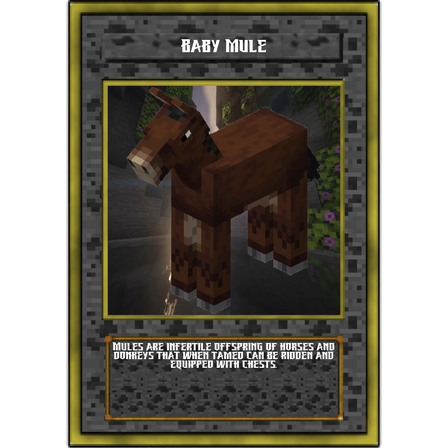 Baby Mule
Mules are infertile offspring of horses and
donkeys that when tamed can be ridden and
equipped with chests.